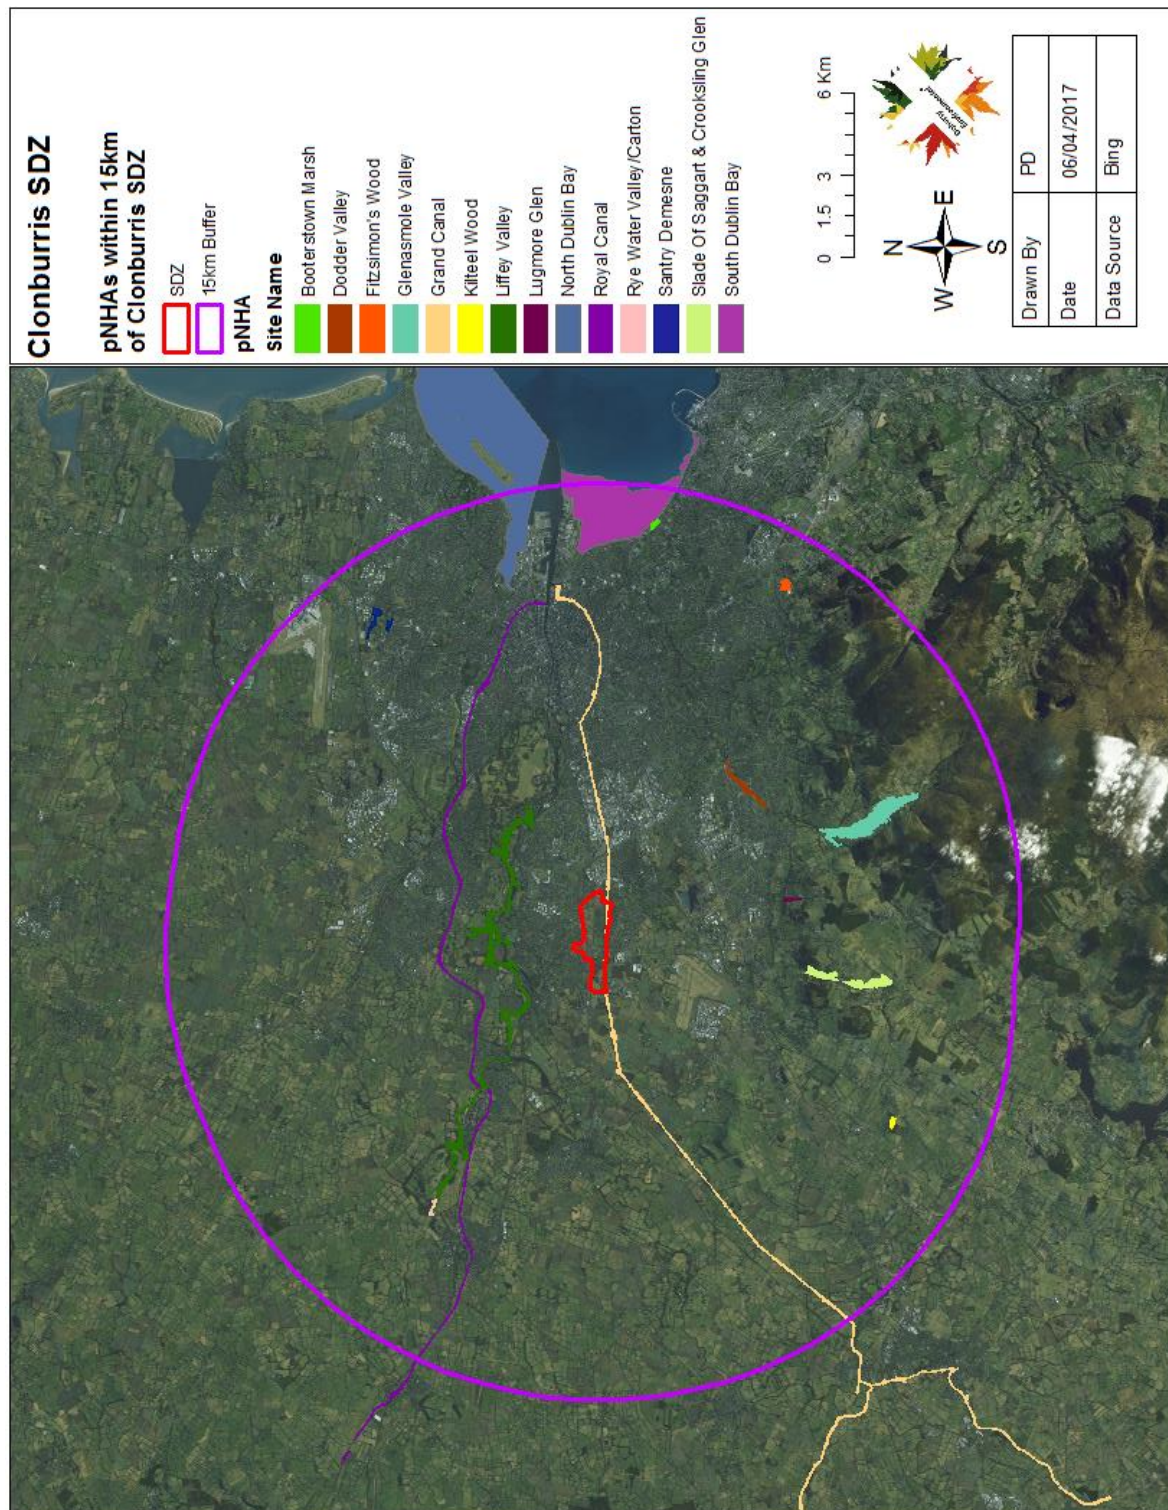 Clonburris SDZ
pNHAs within 15km
of Clonburris SDZ
SDZ
15km Buffer
pNHA
Site Name
Booterstown Marsh
Dodder Valley
Fitzsimon's Wood
Glenasmole Valley
Grand Canal
Kilteel Wood
Liffey Valley
Lugmore Glen
North Dublin Bay
Royal Canal
Rye Water Valley/Carton
Santry Demesne
Slade Of Saggart & Crooksling Glen
South Dublin Bay
0 1.5 3 6 Km
N
W E
S
Doherty
Environmental
Drawn By PD
Date 06/04/2017
Data Source Bing